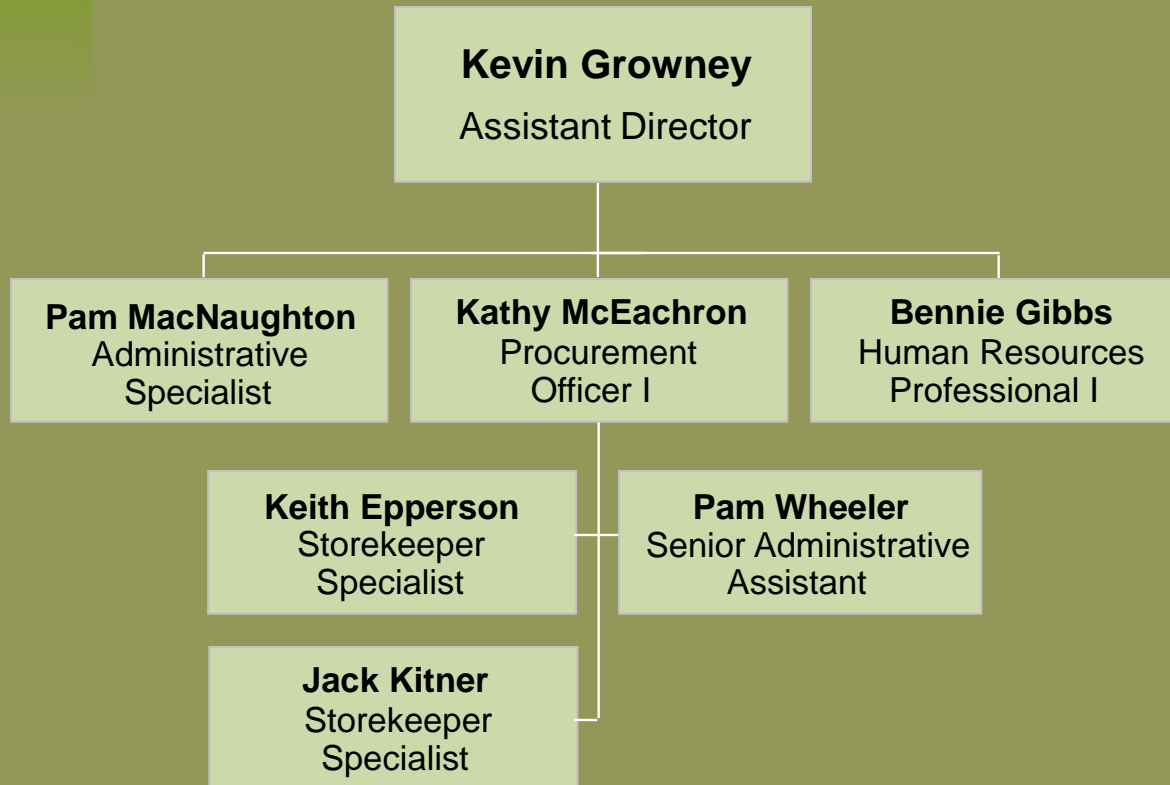 Kevin Growney
Assistant Director
Pam MacNaughton
Administrative
Specialist
Kathy McEachron
Procurement
Officer I
Bennie Gibbs
Human Resources
Professional I
Keith Epperson
Storekeeper
Specialist
Pam Wheeler
Senior Administrative
Assistant
Jack Kitner
Storekeeper
Specialist